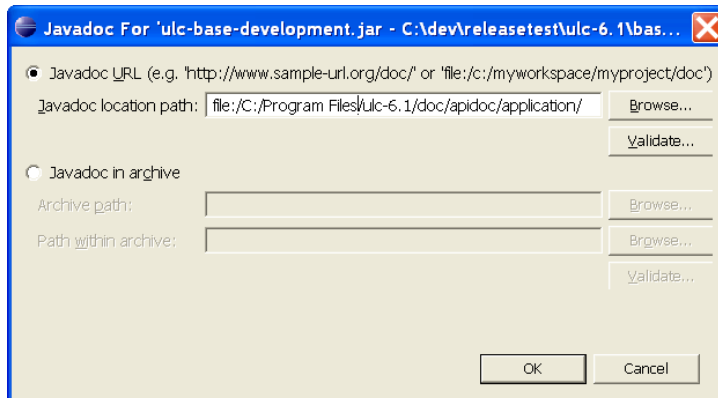 Javadoc For 'ulc-base-development.jar - C:\dev\releasetest\ulc-6.1\bas...
Javadoc URL (e.g. 'http://www.sample-url.org/doc/' or 'file:/c:/myworkspace/myproject/doc')
Javadoc location path: file:/C:/Program Files/ulc-6.1/doc/apidoc/application/ Browse...
Validate...
Javadoc in archive
Archive path: Browse...
Path within archive: Browse...
Validate...
OK Cancel